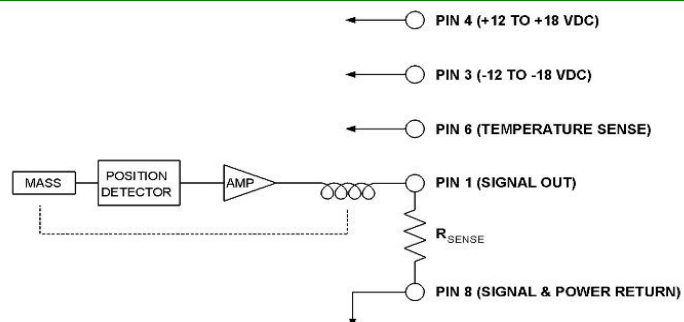 PIN 4 (+12 TO +18 VDC)
PIN 3 (-12 TO -18 VDC)
PIN 6 (TEMPERATURE SENSE)
MASS
POSITION
DETECTOR
AMP
PIN 1 (SIGNAL OUT)
RSENSE
PIN 8 (SIGNAL & POWER RETURN)